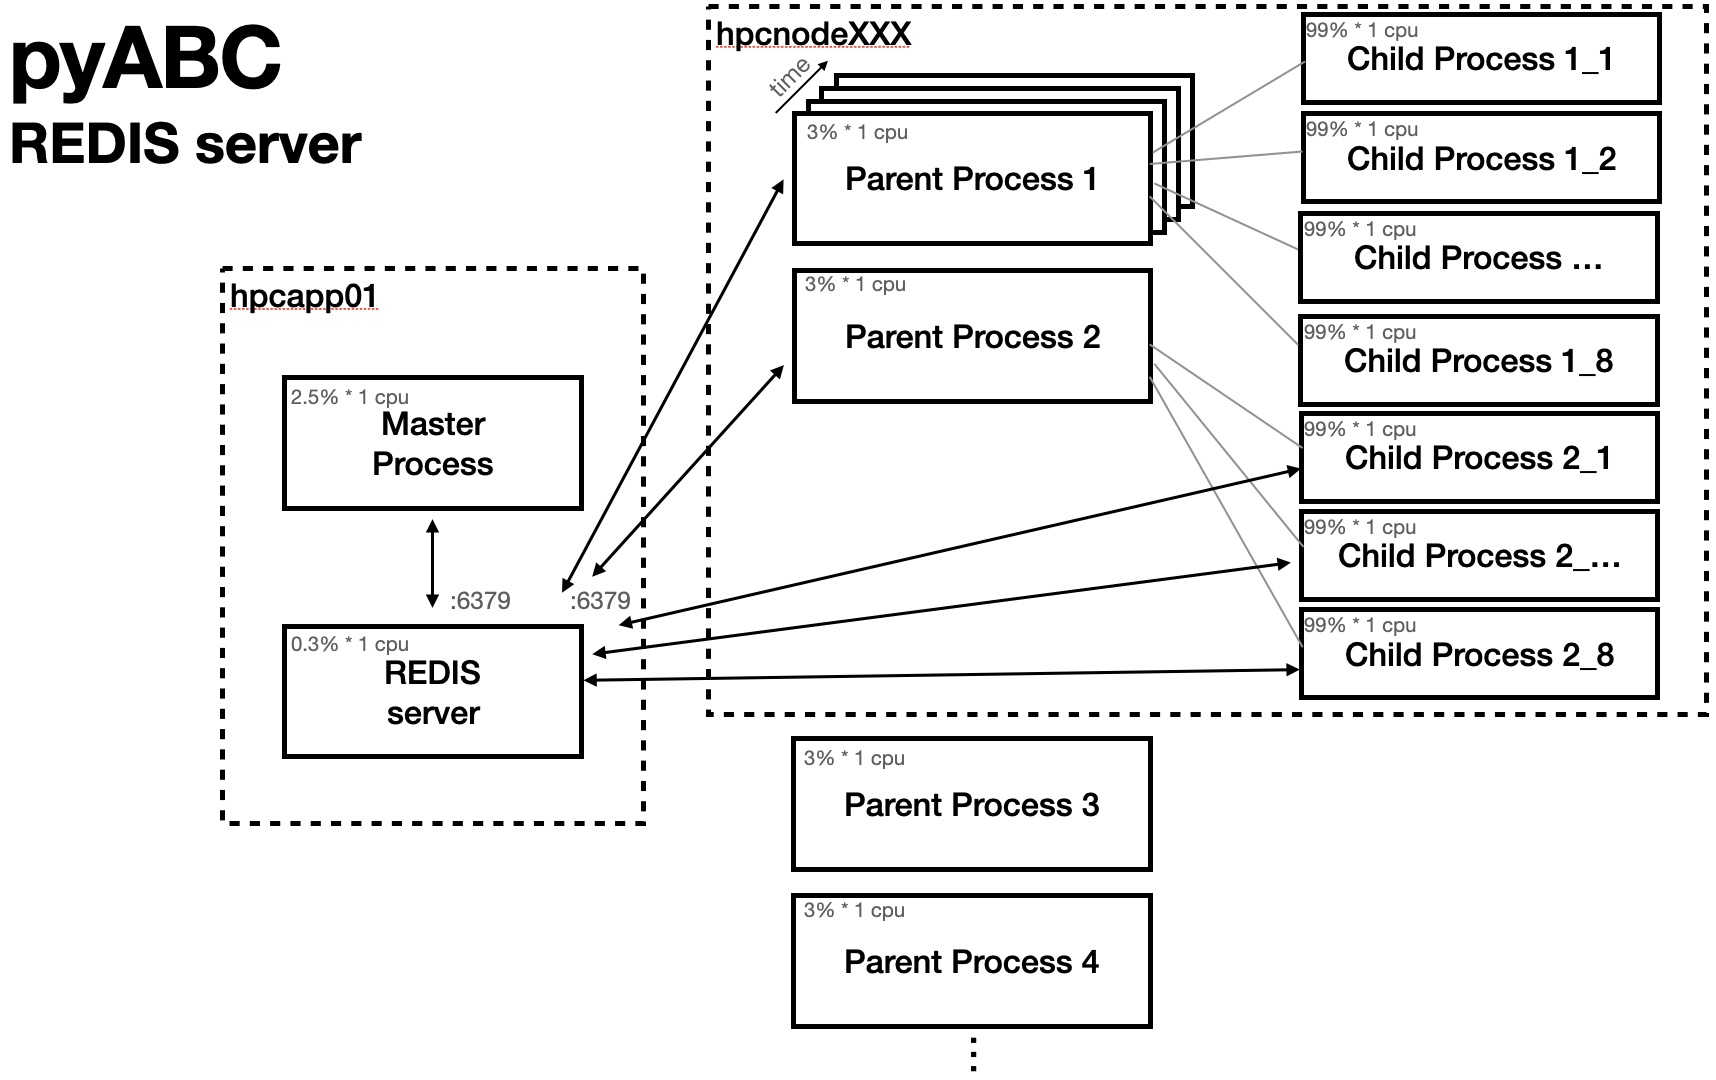 pyABC
REDIS server
hpcapp01
2.5% * 1 cpu
Master
Process
:6379
:6379
0.3% * 1 cpu
REDIS
server
hpcnodeXXX
time
3% * 1 cpu
Parent Process 1
3% * 1 cpu
Parent Process 2
99% * 1 cpu
Child Process 1_1
99% * 1 cpu
Child Process 1_2
99% * 1 cpu
Child Process ...
99% * 1 cpu
Child Process 1_8
99% * 1 cpu
Child Process 2_1
99% * 1 cpu
Child Process 2_...
99% * 1 cpu
Child Process 2_8
3% * 1 cpu
Parent Process 3
3% * 1 cpu
Parent Process 4